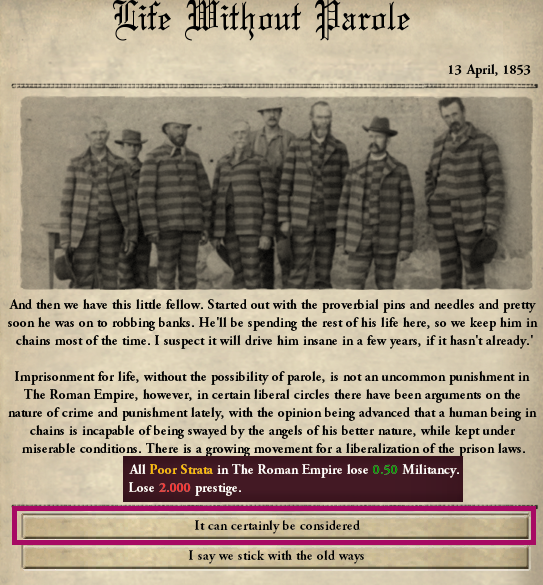 Life Without Parole
13 April, 1853
And then we have this little fellow. Started out with the proverbial pins and needles and pretty
soon he was on to robbing banks. He'll be spending the rest of his life here, so we keep him in
chains most of the time. I suspect it will drive him insane in a few years, if it hasn't already.'
Imprisonment for life, without the possibility of parole, is not an uncommon punishment in
The Roman Empire, however, in certain liberal circles there have been arguments on the
nature of crime and punishment lately, with the opinion being advanced that a human being in
chains is incapable of being swayed by the angels of his better nature, while kept under
miserable conditions. There is a growing movement for a liberalization of the prison laws.
All Poor Strata in The Roman Empire lose 0.50 Militancy.
Lose 2.000 prestige.
It can certainly be considered
I say we stick with the old ways